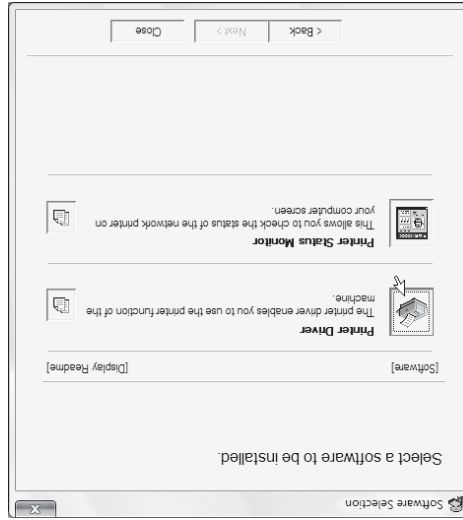 Software Selection
X
Select a software to be installed.
[Software] [Display Readme]
Printer Driver
The printer driver enables you to use the printer function of the
machine.
Printer Status Monitor
This allows you to check the status of the network printer on
your computer screen.
< Back Next > Close